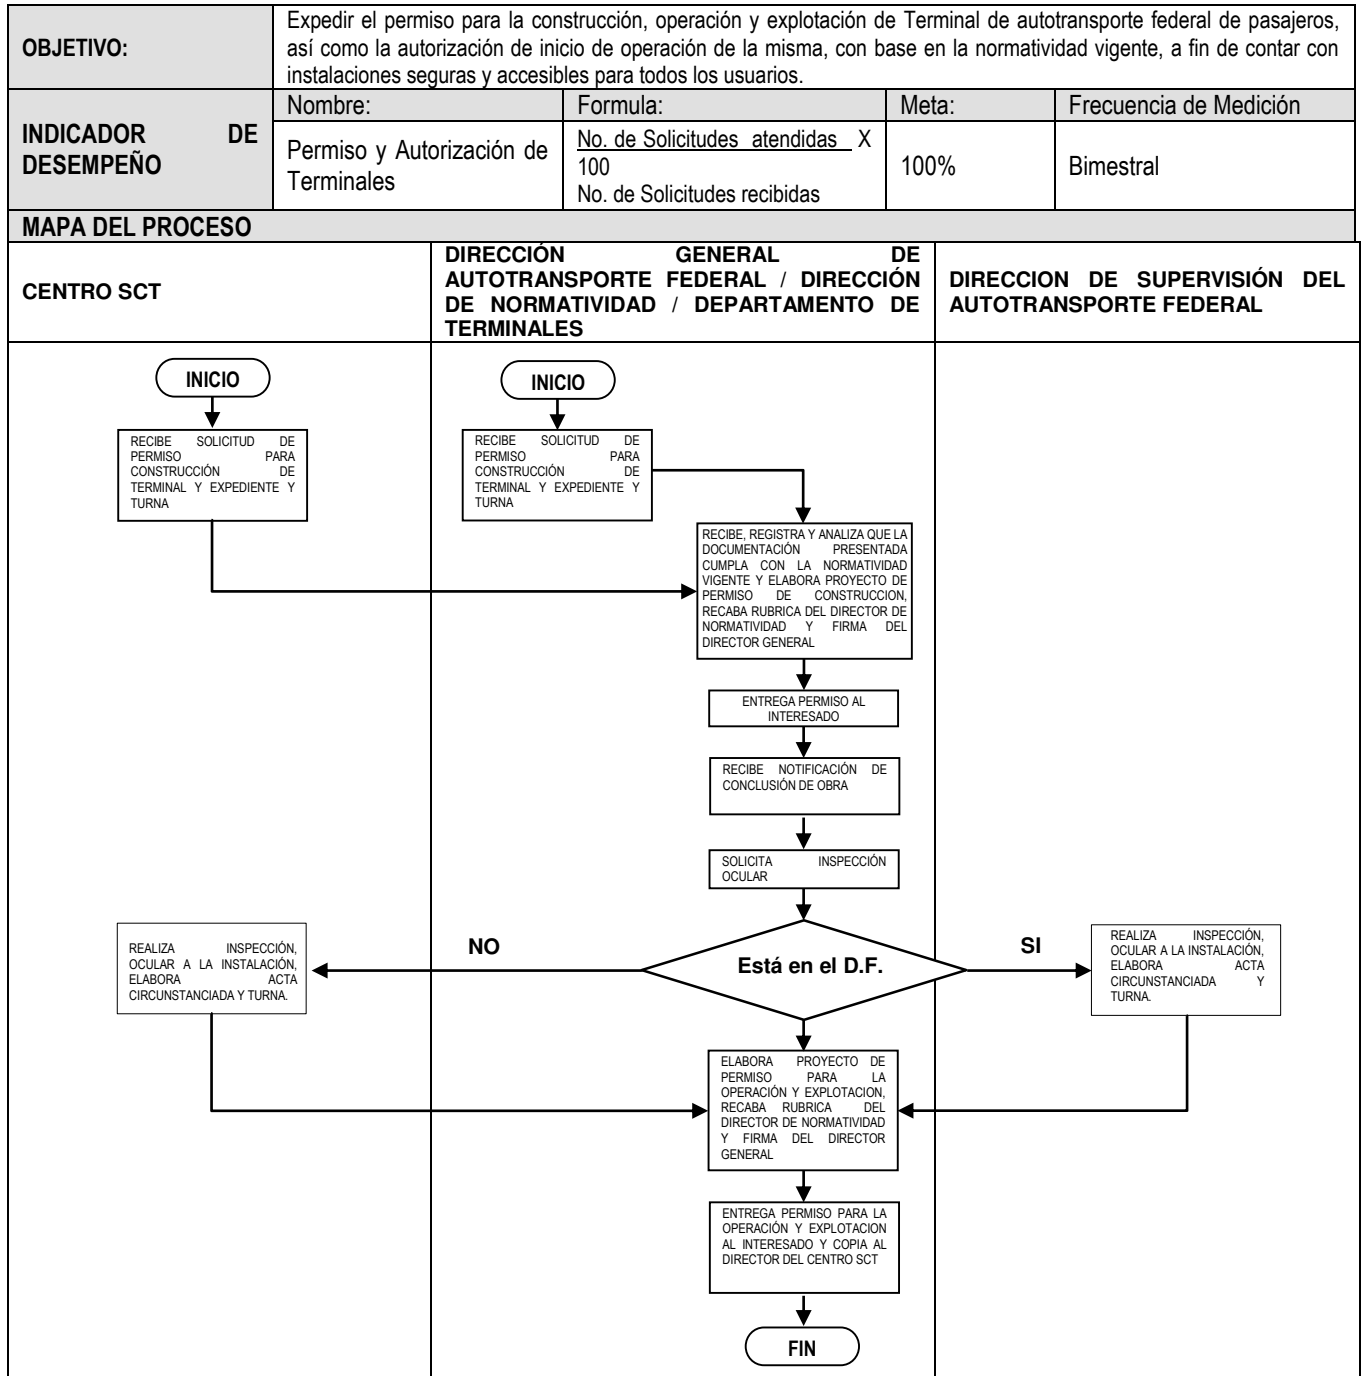 OBJETIVO:
Expedir el permiso para la construcción, operación y explotación de Terminal de autotransporte federal de pasajeros,
así como la autorización de inicio de operación de la misma, con base en la normatividad vigente, a fin de contar con
instalaciones seguras y accesibles para todos los usuarios.
INDICADOR DE
DESEMPEÑO
Nombre:
Formula:
Meta:
Frecuencia de Medición
Permiso y Autorización de
Terminales
No. de Solicitudes atendidas X
100
No. de Solicitudes recibidas
100%
Bimestral
MAPA DEL PROCESO
CENTRO SCT
DIRECCIÓN GENERAL DE
AUTOTRANSPORTE FEDERAL / DIRECCIÓN
DE NORMATIVIDAD / DEPARTAMENTO DE
TERMINALES
DIRECCION DE SUPERVISIÓN DEL
AUTOTRANSPORTE FEDERAL
INICIO
INICIO
RECIBE SOLICITUD DE
PERMISO PARA
CONSTRUCCIÓN DE
TERMINAL Y EXPEDIENTE Y
TURNA
RECIBE SOLICITUD DE
PERMISO PARA
CONSTRUCCIÓN DE
TERMINAL Y EXPEDIENTE Y
TURNA
RECIBE, REGISTRA Y ANALIZA QUE LA
DOCUMENTACIÓN PRESENTADA
CUMPLA CON LA NORMATIVIDAD
VIGENTE Y ELABORA PROYECTO DE
PERMISO DE CONSTRUCCION,
RECABA RUBRICA DEL DIRECTOR DE
NORMATIVIDAD Y FIRMA DEL
DIRECTOR GENERAL
ENTREGA PERMISO AL
INTERESADO
RECIBE NOTIFICACIÓN DE
CONCLUSIÓN DE OBRA
SOLICITA INSPECCIÓN
OCULAR
Está en el D.F.
NO
SI
REALIZA INSPECCIÓN,
OCULAR A LA INSTALACIÓN,
ELABORA ACTA
CIRCUNSTANCIADA Y TURNA.
REALIZA INSPECCIÓN,
OCULAR A LA INSTALACIÓN,
ELABORA ACTA
CIRCUNSTANCIADA Y
TURNA.
ELABORA PROYECTO DE
PERMISO PARA LA
OPERACIÓN Y EXPLOTACION,
RECABA RUBRICA DEL
DIRECTOR DE NORMATIVIDAD
Y FIRMA DEL DIRECTOR
GENERAL
ENTREGA PERMISO PARA LA
OPERACIÓN Y EXPLOTACION
AL INTERESADO Y COPIA AL
DIRECTOR DEL CENTRO SCT
FIN